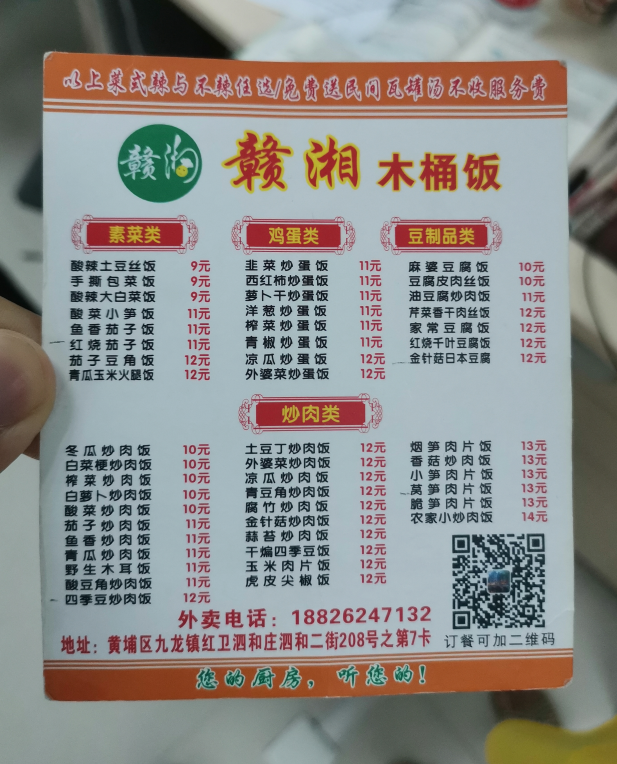 以上菜式辣与不辣任选/免费送民间瓦罐汤不收服务费
赣湘
赣湘 木桶饭
素菜类
酸辣土豆丝饭 9元
手撕包菜饭 9元
酸辣大白菜饭 9元
酸菜小笋饭 11元
鱼香茄子饭 11元
红烧茄子饭 11元
茄子豆角饭 12元
青瓜玉米火腿饭 12元
鸡蛋类
韭菜炒蛋饭 11元
西红柿炒蛋饭 11元
萝卜干炒蛋饭 11元
洋葱炒蛋饭 11元
榨菜炒蛋饭 11元
青椒炒蛋饭 11元
凉瓜炒蛋饭 12元
外婆菜炒蛋饭 12元
豆制品类
麻婆豆腐饭 10元
豆腐皮肉丝饭 10元
油豆腐炒肉饭 11元
芹菜香干肉丝饭 12元
家常豆腐饭 12元
红烧千叶豆腐饭 12元
金针菇日本豆腐 12元
炒肉类
冬瓜炒肉饭 10元
白菜梗炒肉饭 10元
榨菜炒肉饭 10元
白萝卜炒肉饭 10元
酸菜炒肉饭 10元
茄子炒肉饭 11元
鱼香炒肉饭 11元
青瓜炒肉饭 11元
野生木耳饭 11元
酸豆角炒肉饭 11元
四季豆炒肉饭 12元
土豆丁炒肉饭 12元
外婆菜炒肉饭 12元
凉瓜炒肉饭 12元
青豆角炒肉饭 12元
腐竹炒肉饭 12元
金针菇炒肉饭 12元
蒜苔炒肉饭 12元
干煸四季豆饭 12元
玉米肉片饭 12元
虎皮尖椒饭 12元
烟笋肉片饭 13元
香菇炒肉饭 13元
小笋肉片饭 13元
莴笋肉片饭 13元
脆笋肉片饭 13元
农家小炒肉饭 14元
外卖电话：18826247132
地址：黄埔区九龙镇红卫泗和庄泗和二街208号之第7卡
订餐可加二维码
您的厨房，听您的！